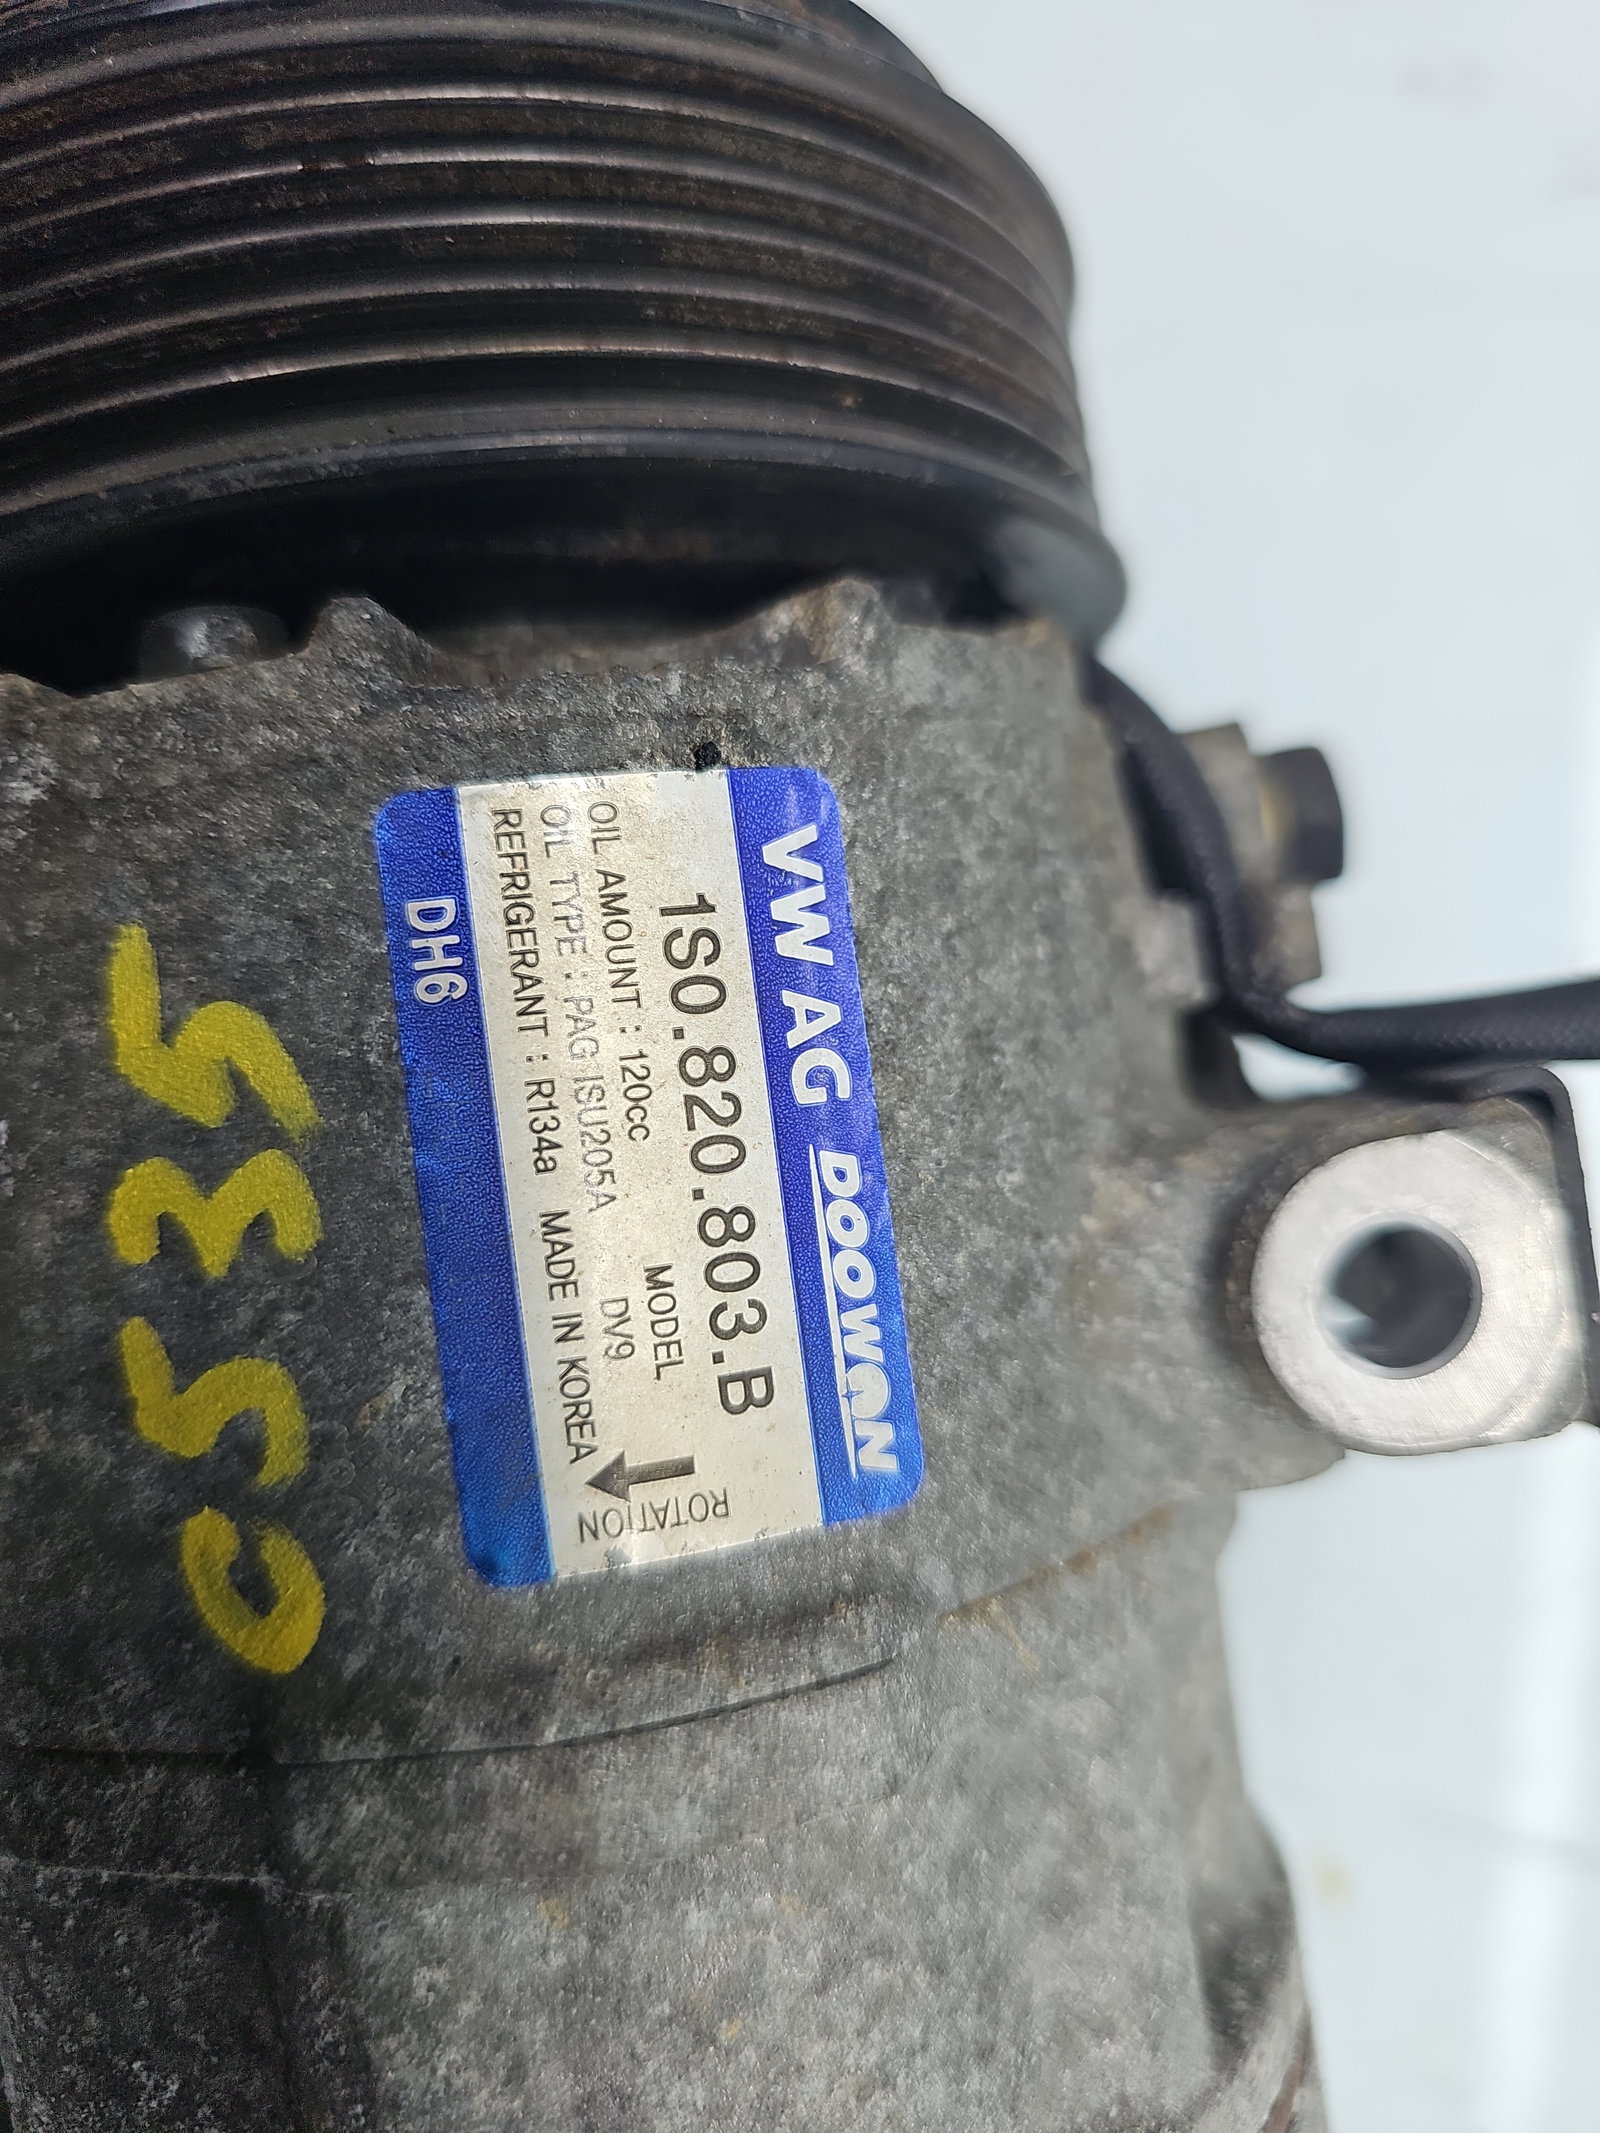 VW AG DOOWON
1S0.820.803.B
OIL AMOUNT : 120cc MODEL
OIL TYPE : PAG ISU205A DV9
REFRIGERANT : R134a MADE IN KOREA
ROTATION
DH6